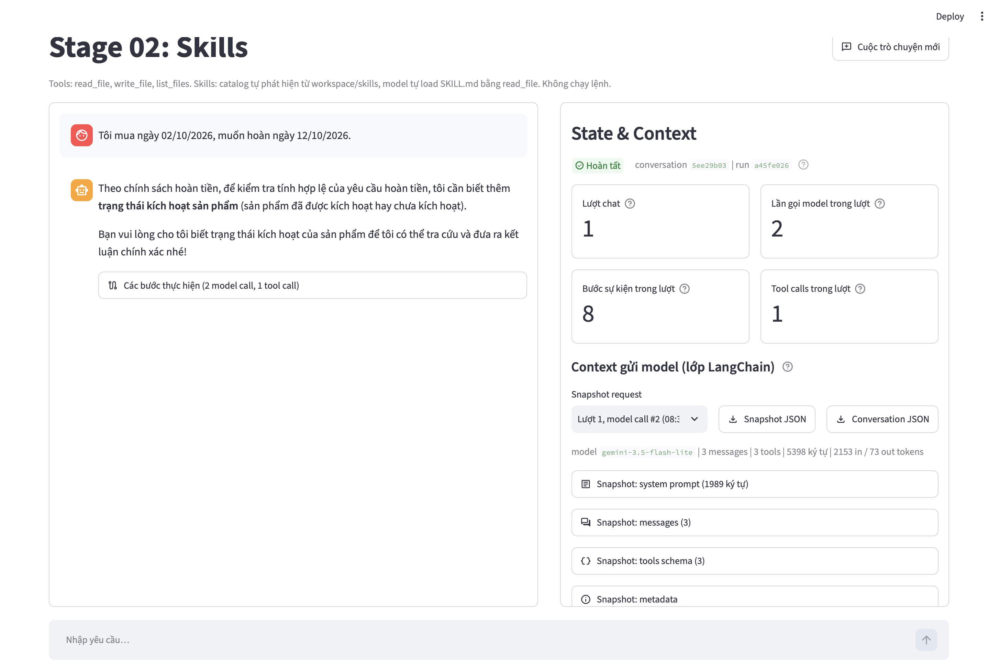 Deploy
Stage 02: Skills
Cuộc trò chuyện mới
Tools: read_file, write_file, list_files. Skills: catalog tự phát hiện từ workspace/skills, model tự load SKILL.md bằng read_file. Không chạy lệnh.
Tôi mua ngày 02/10/2026, muốn hoàn ngày 12/10/2026.
Theo chính sách hoàn tiền, để kiểm tra tính hợp lệ của yêu cầu hoàn tiền, tôi cần biết thêm
trạng thái kích hoạt sản phẩm (sản phẩm đã được kích hoạt hay chưa kích hoạt).
Bạn vui lòng cho tôi biết trạng thái kích hoạt của sản phẩm để tôi có thể tra cứu và đưa ra kết
luận chính xác nhé!
Các bước thực hiện (2 model call, 1 tool call)
State & Context
Hoàn tất conversation 5ee29b03 | run a45fe026
Lượt chat
1
Lần gọi model trong lượt
2
Bước sự kiện trong lượt
8
Tool calls trong lượt
1
Context gửi model (lớp LangChain)
Snapshot request
Lượt 1, model call #2 (08:3
Snapshot JSON
Conversation JSON
model gemini-3.5-flash-lite | 3 messages | 3 tools | 5398 ký tự | 2153 in / 73 out tokens
Snapshot: system prompt (1989 ký tự)
Snapshot: messages (3)
Snapshot: tools schema (3)
Snapshot: metadata
Nhập yêu cầu…